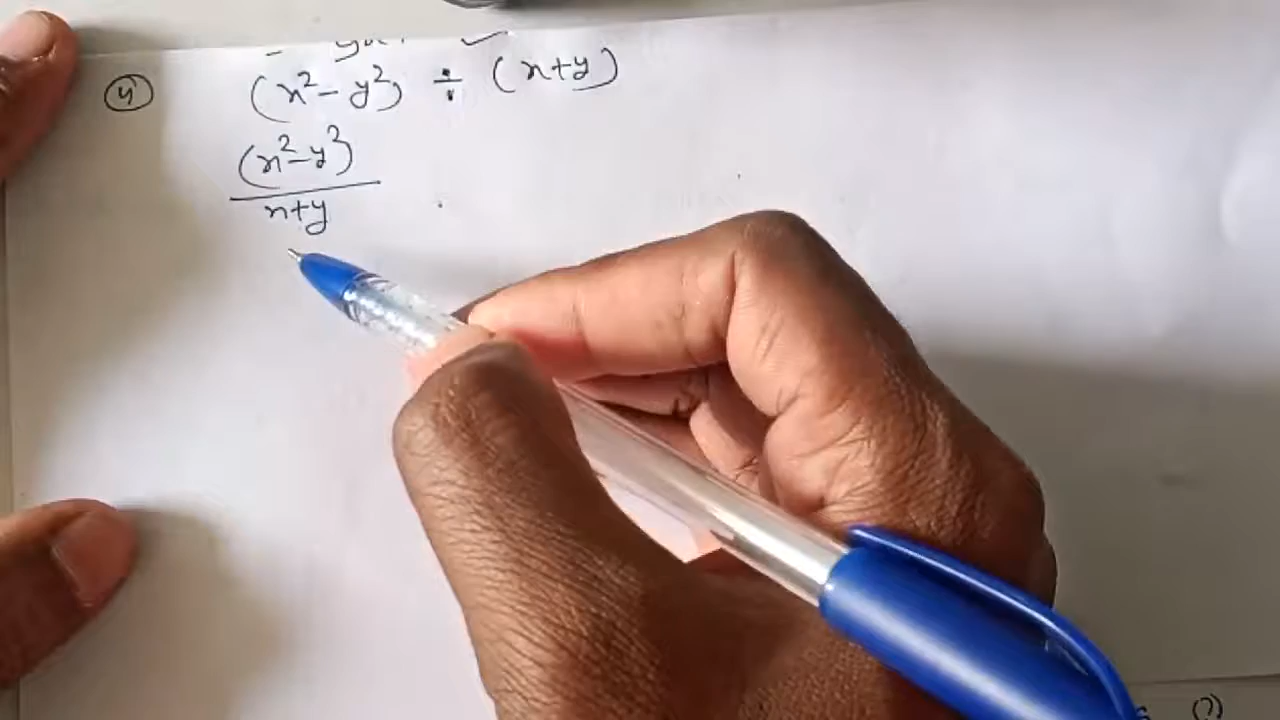 ④ (x² - y²) ÷ (x+y)
(x² - y²)
x+y
(?)